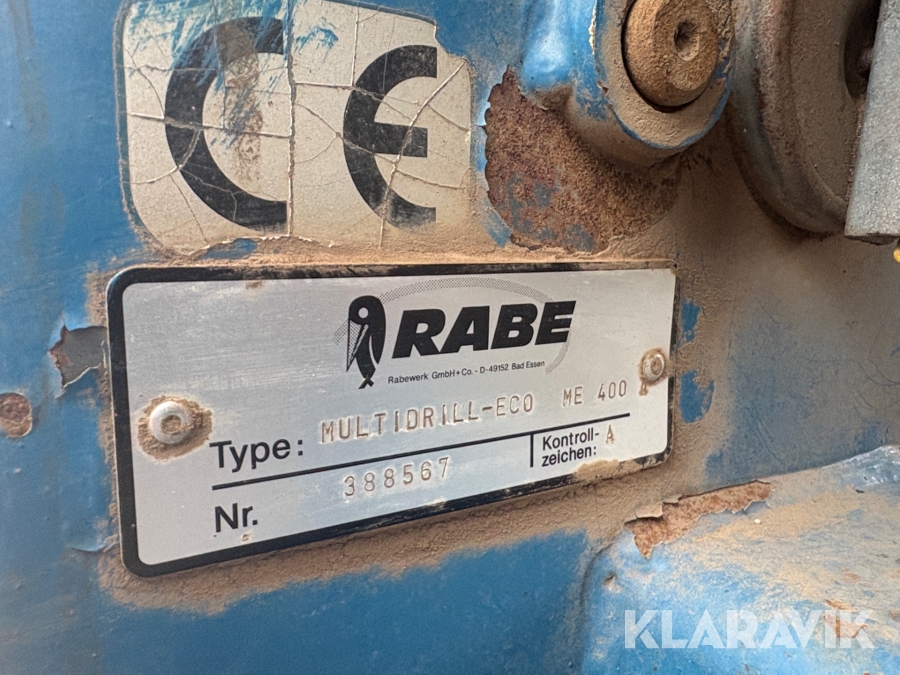 CE
RABE
Rabewerk GmbH+Co. - D-49152 Bad Essen
Type: MULTIDRILL-ECO ME 400
Nr. 388567 Kontroll-
zeichen: A
KLARAVIK